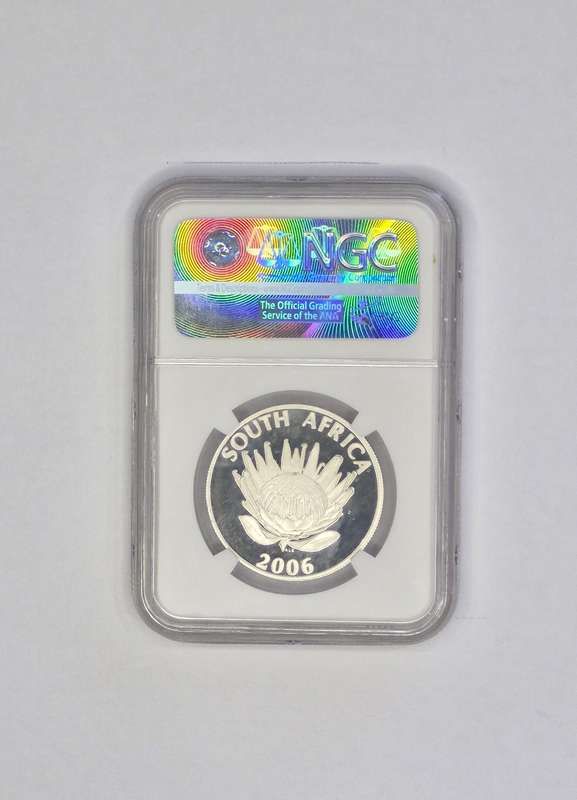 NGC
The Official Grading
Service of the ANA
SOUTH AFRICA
2006